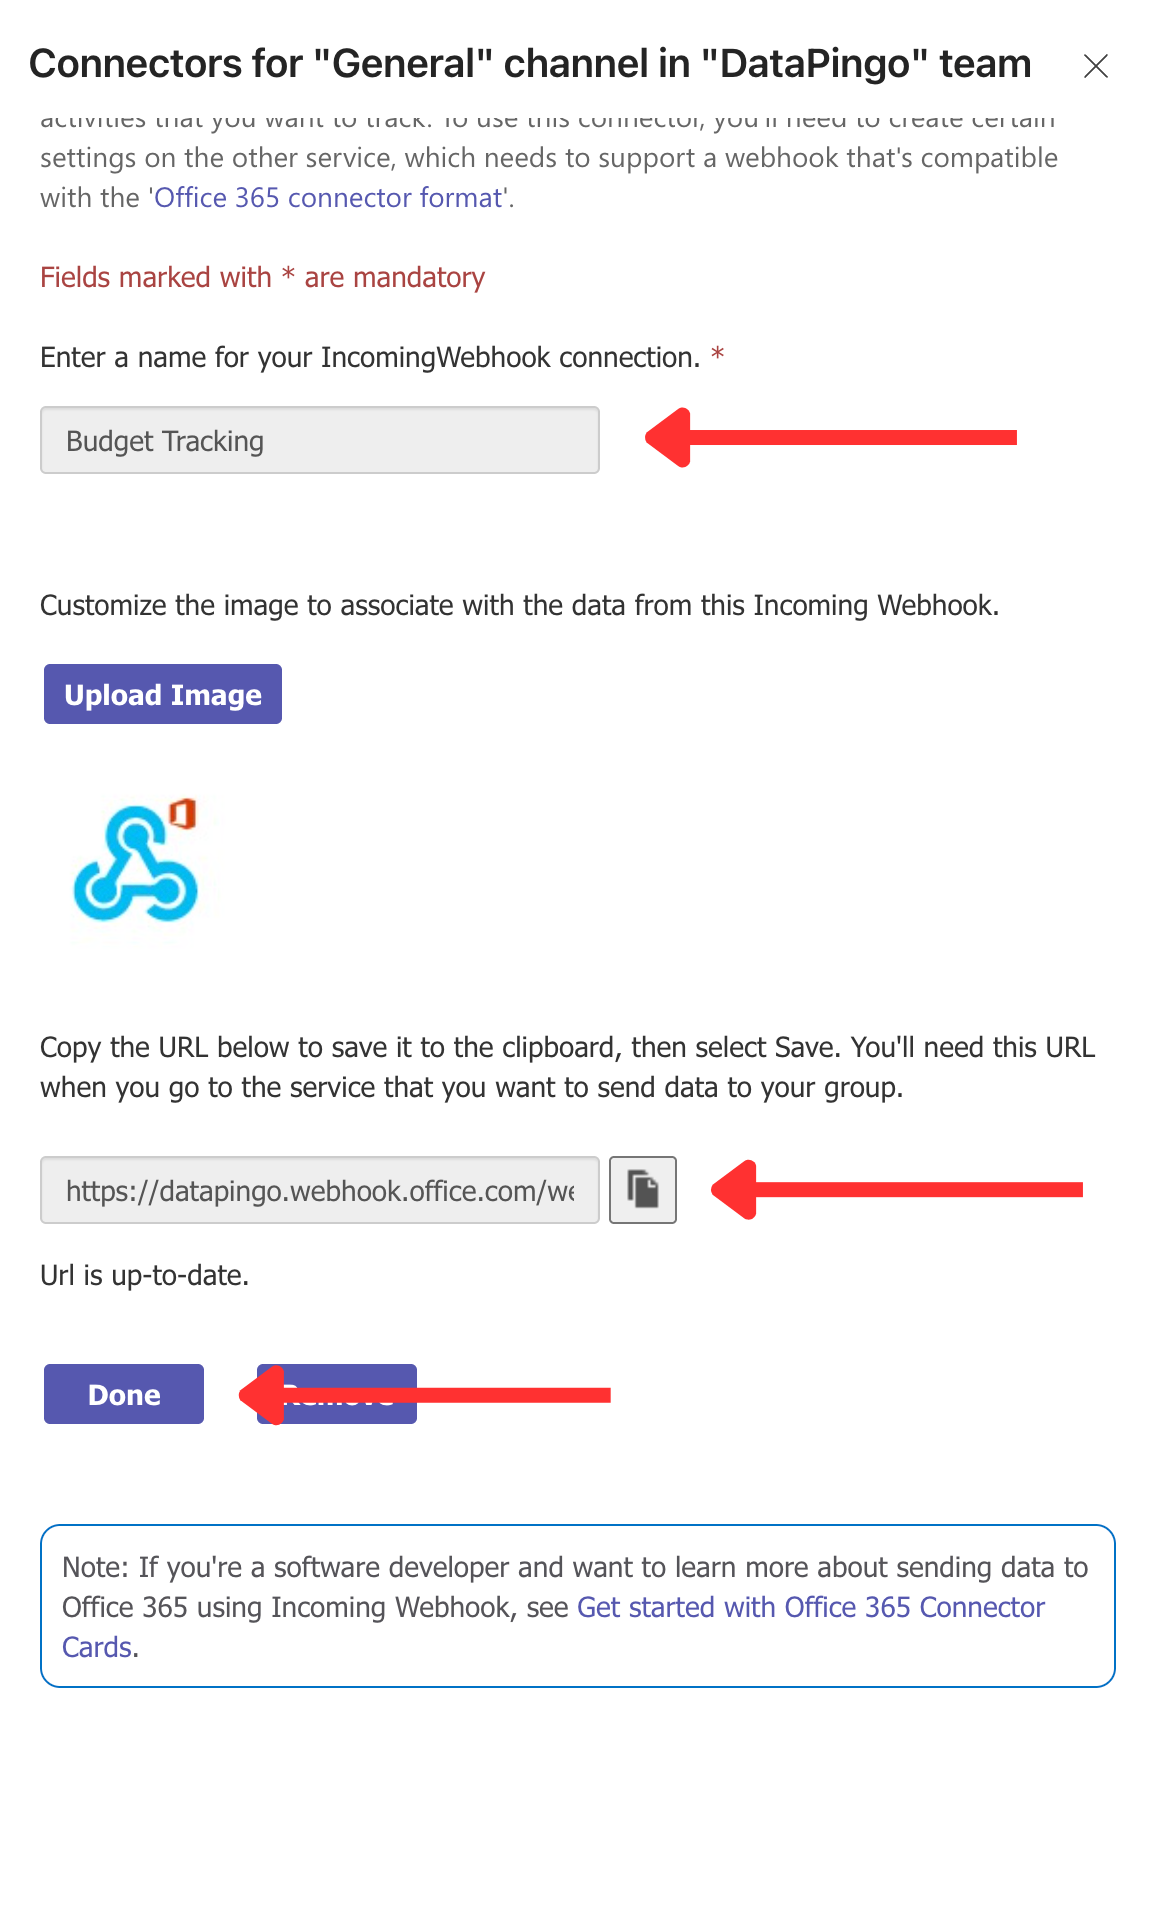 Connectors for "General" channel in "DataPingo" team
activities that you want to track. To use this connector, you'll need to create certain
settings on the other service, which needs to support a webhook that's compatible
with the 'Office 365 connector format'.
Fields marked with * are mandatory
Enter a name for your IncomingWebhook connection. *
Budget Tracking
Customize the image to associate with the data from this Incoming Webhook.
Upload Image
Copy the URL below to save it to the clipboard, then select Save. You'll need this URL
when you go to the service that you want to send data to your group.
https://datapingo.webhook.office.com/we
Url is up-to-date.
Done
Remove
Note: If you're a software developer and want to learn more about sending data to
Office 365 using Incoming Webhook, see Get started with Office 365 Connector
Cards.